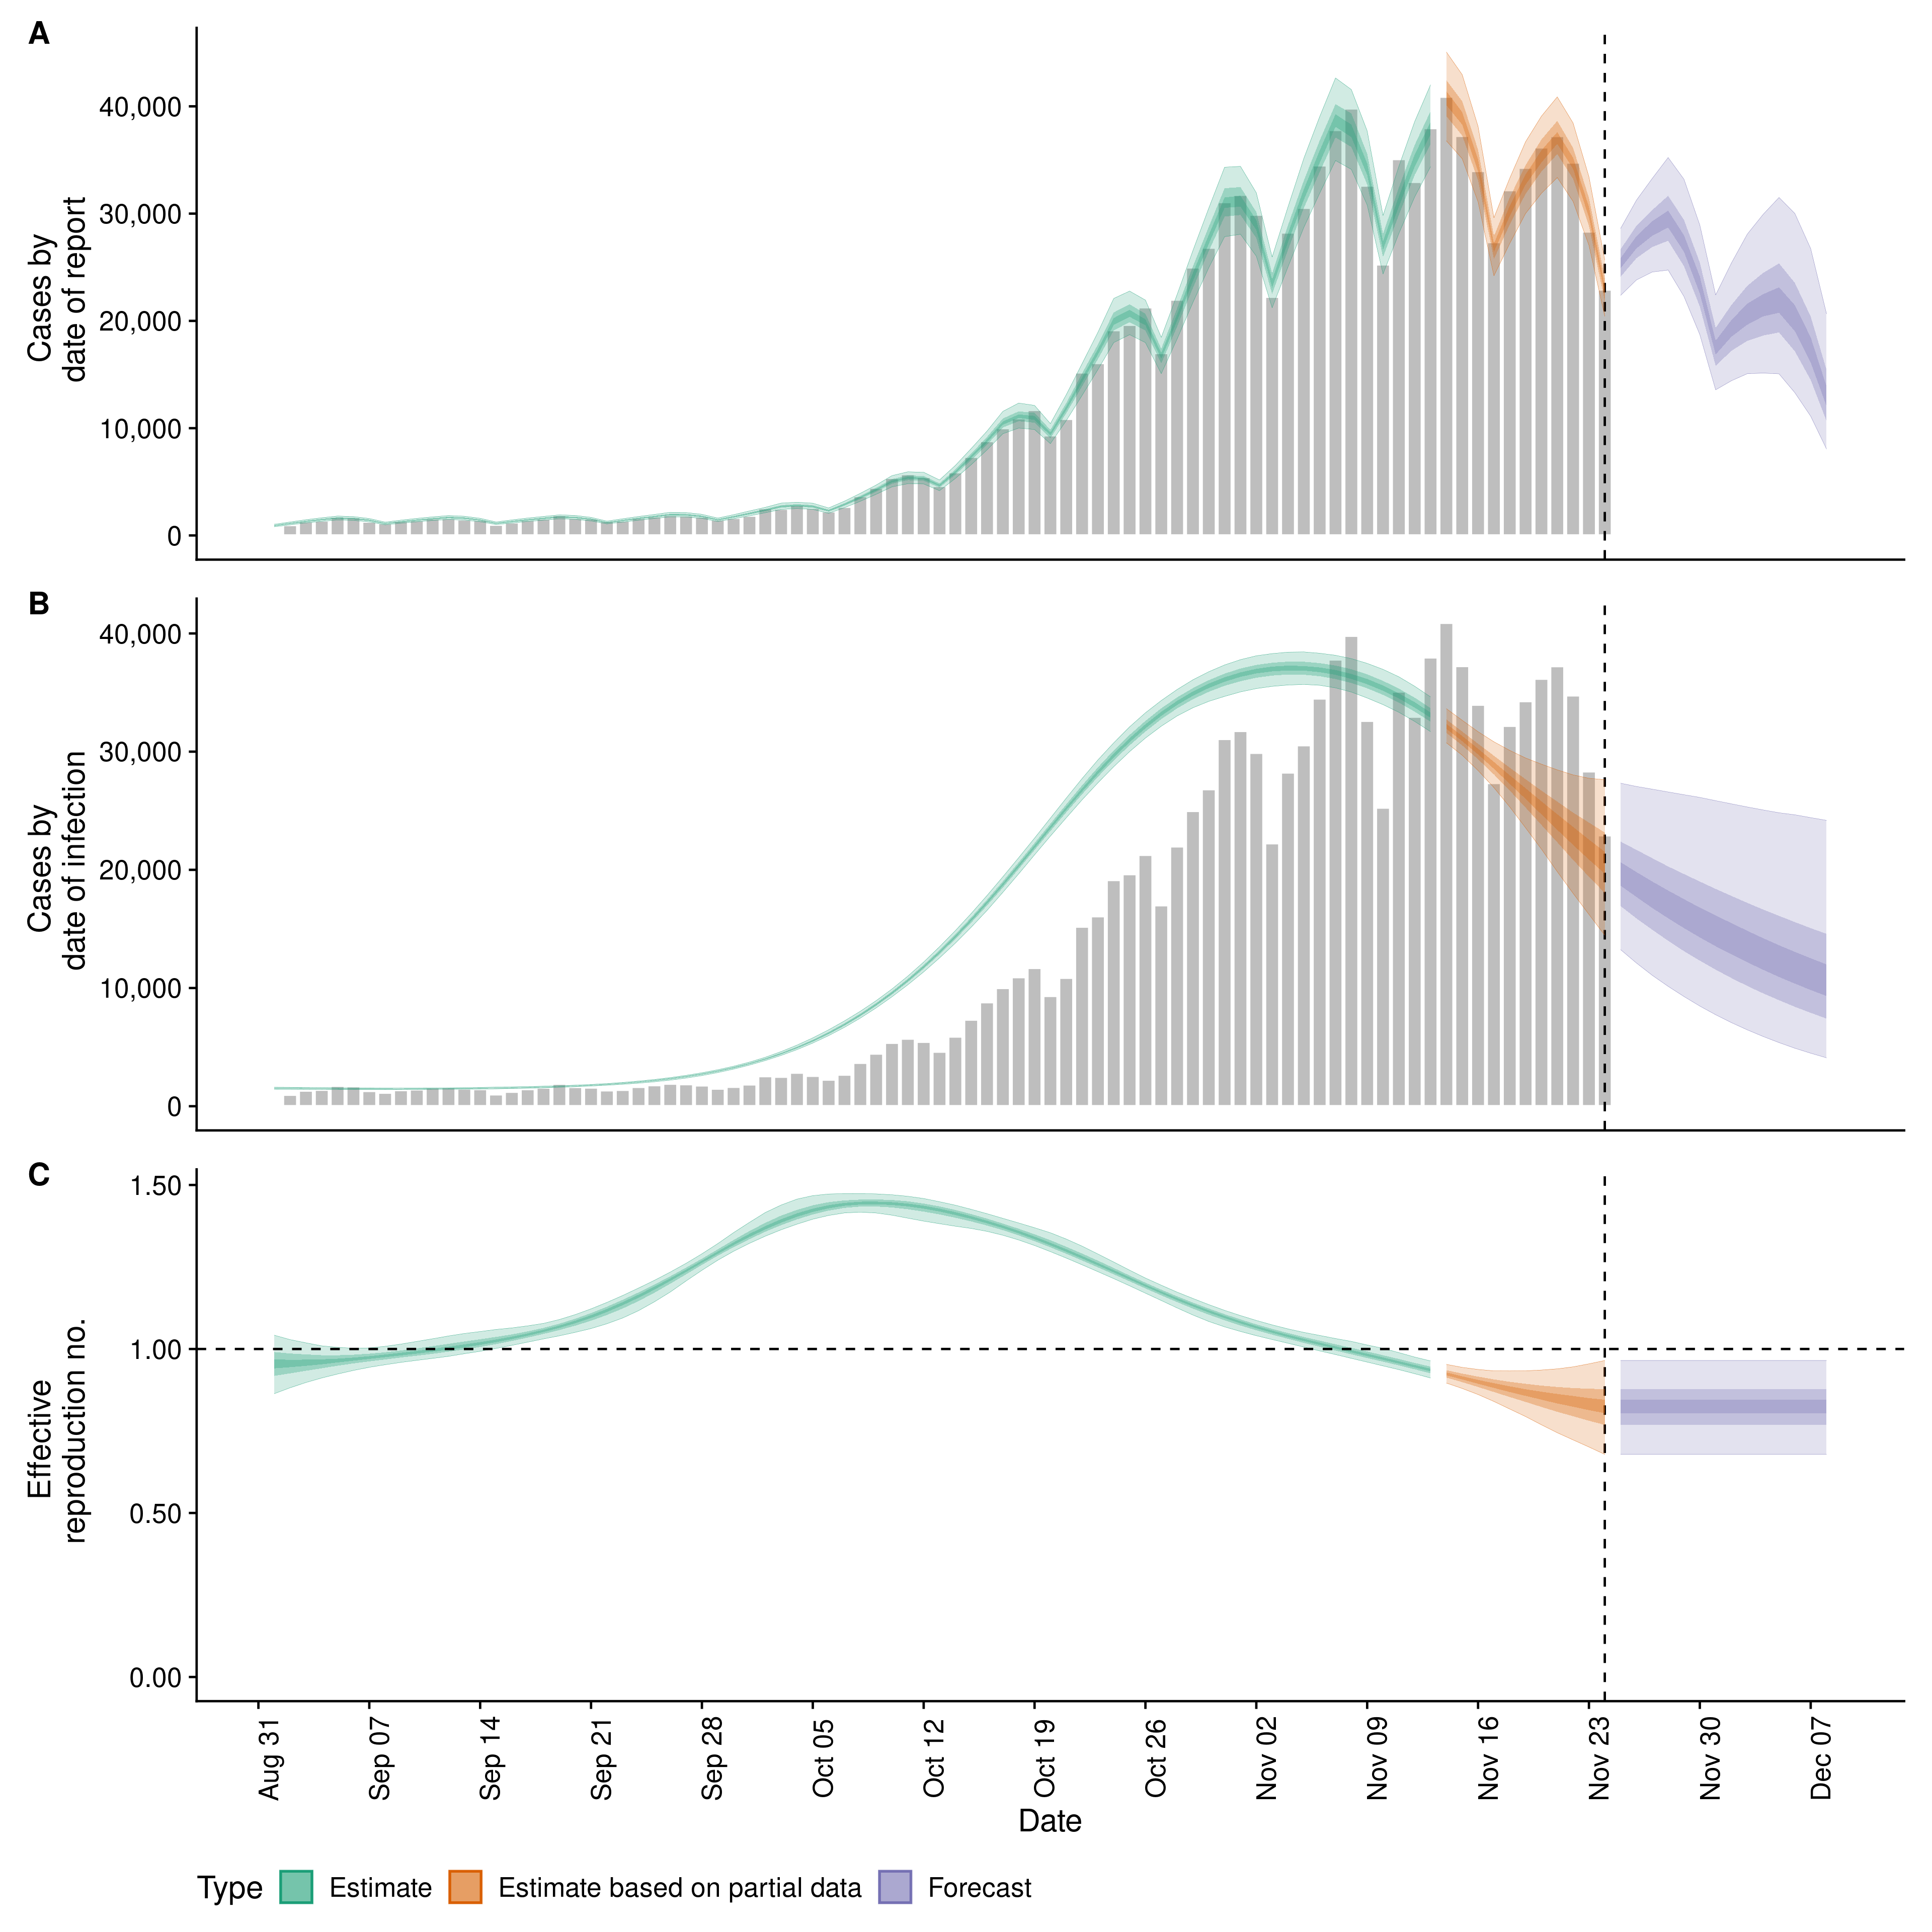 A
Cases by
date of report
40,000
30,000
20,000
10,000
0
B
Cases by
date of infection
40,000
30,000
20,000
10,000
0
C
Effective
reproduction no.
1.50
1.00
0.50
0.00
Aug 31
Sep 07
Sep 14
Sep 21
Sep 28
Oct 05
Oct 12
Oct 19
Oct 26
Nov 02
Nov 09
Nov 16
Nov 23
Nov 30
Dec 07
Date
Type Estimate Estimate based on partial data Forecast